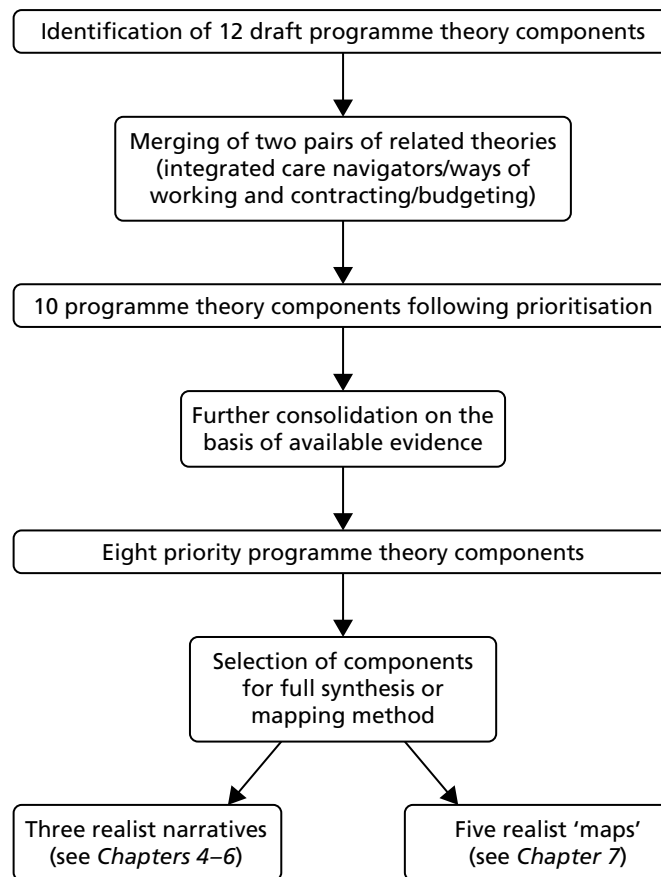 Identification of 12 draft programme theory components
Merging of two pairs of related theories
(integrated care navigators/ways of
working and contracting/budgeting)
10 programme theory components following prioritisation
Further consolidation on the
basis of available evidence
Eight priority programme theory components
Selection of components
for full synthesis or
mapping method
Three realist narratives
(see Chapters 4–6)
Five realist ‘maps’
(see Chapter 7)